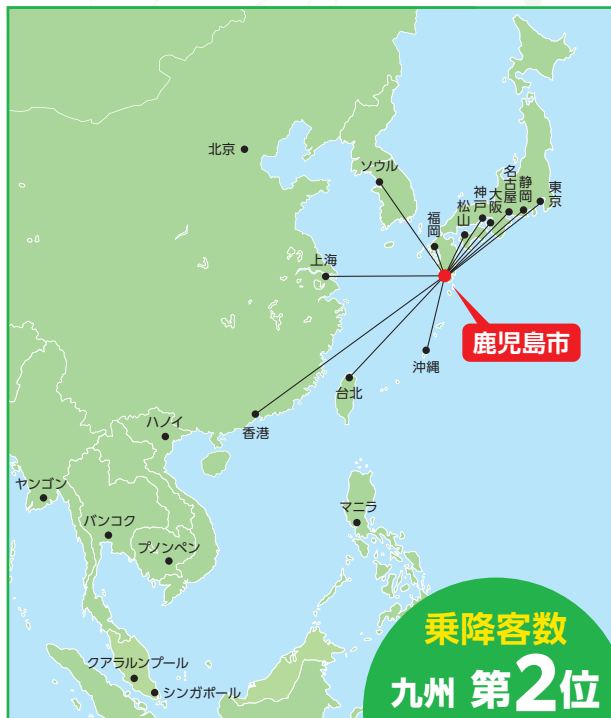 北京
ソウル
福岡
松山
神戸
大阪
名古屋
静岡
東京
上海
鹿児島市
沖縄
台北
香港
ハノイ
ヤンゴン
バンコク
プノンペン
マニラ
クアラルンプール
シンガポール
乗降客数
九州 第2位